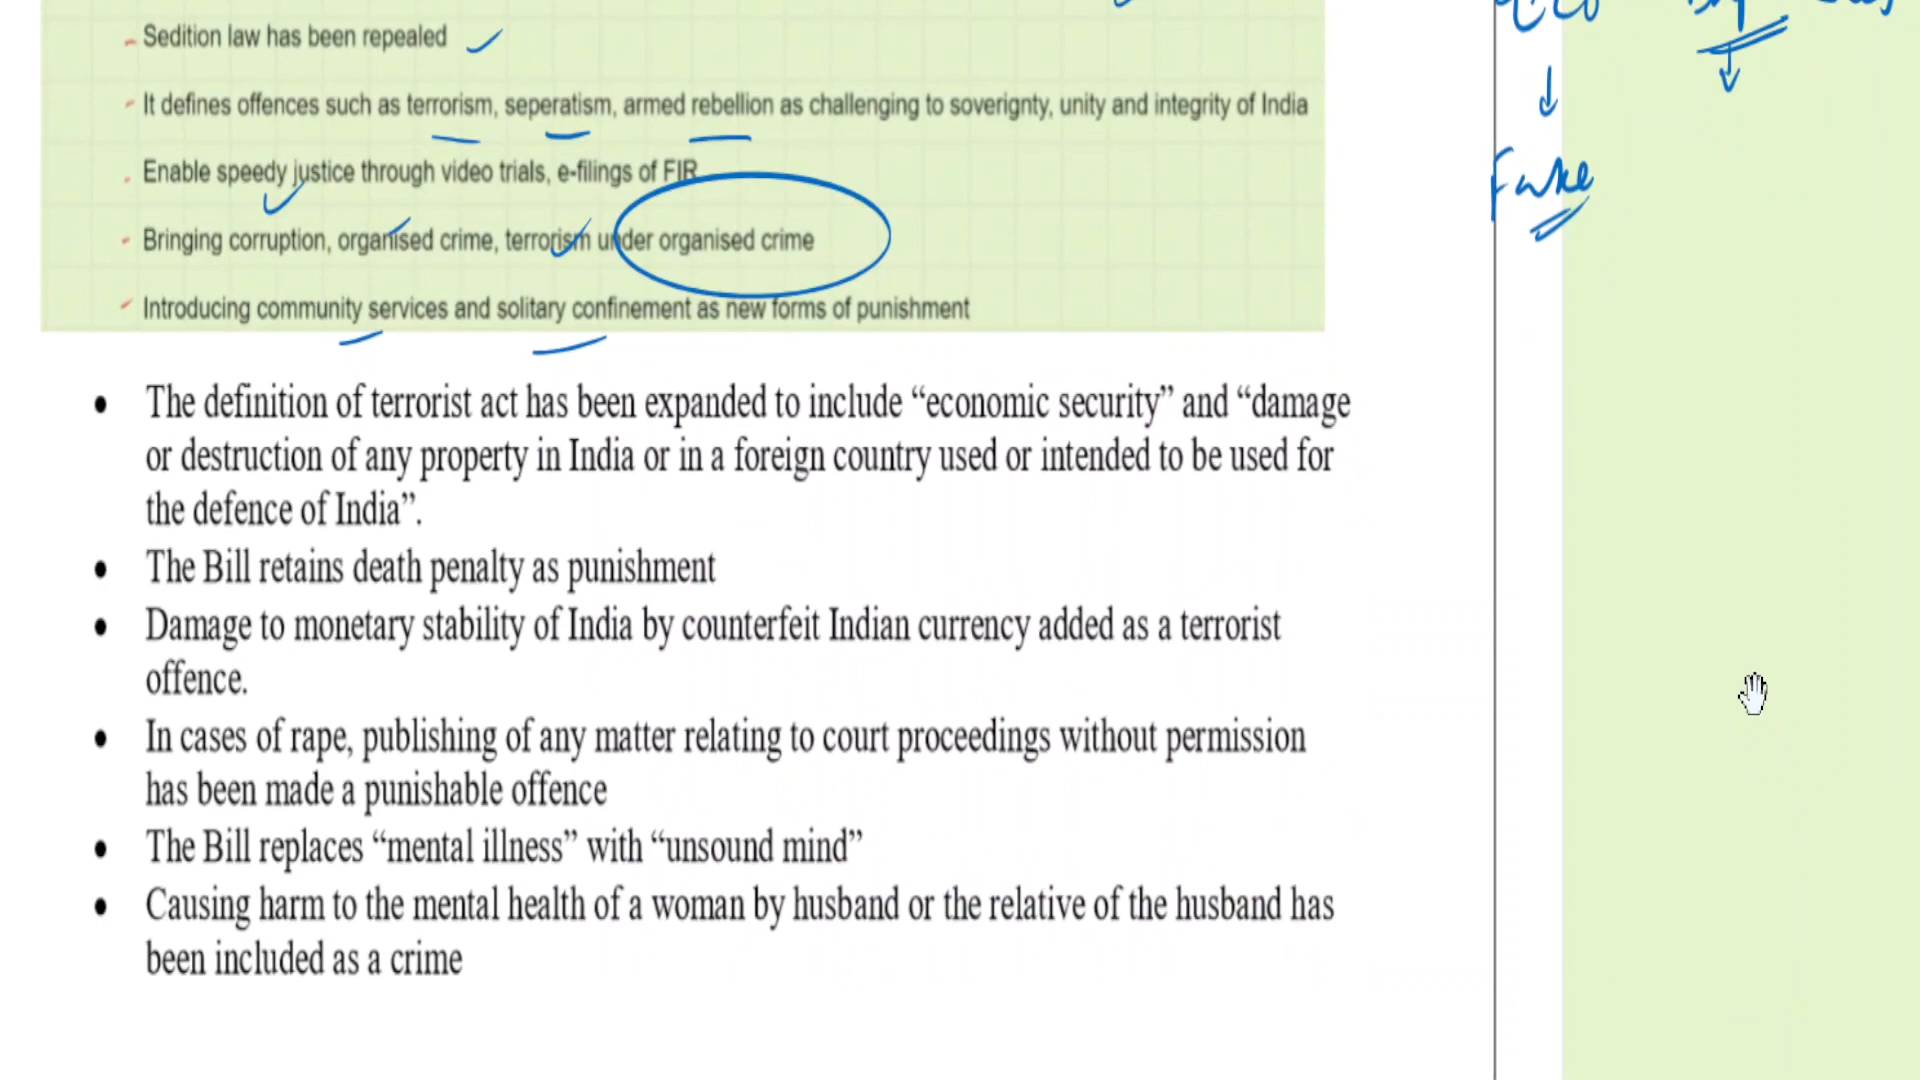 Sedition law has been repealed
It defines offences such as terrorism, seperatism, armed rebellion as challenging to soverignty, unity and integrity of India
Enable speedy justice through video trials, e-filings of FIR
Bringing corruption, organised crime, terrorism under organised crime
Introducing community services and solitary confinement as new forms of punishment
Fake
The definition of terrorist act has been expanded to include “economic security” and “damage
or destruction of any property in India or in a foreign country used or intended to be used for
the defence of India”.
The Bill retains death penalty as punishment
Damage to monetary stability of India by counterfeit Indian currency added as a terrorist
offence.
In cases of rape, publishing of any matter relating to court proceedings without permission
has been made a punishable offence
The Bill replaces “mental illness” with “unsound mind”
Causing harm to the mental health of a woman by husband or the relative of the husband has
been included as a crime